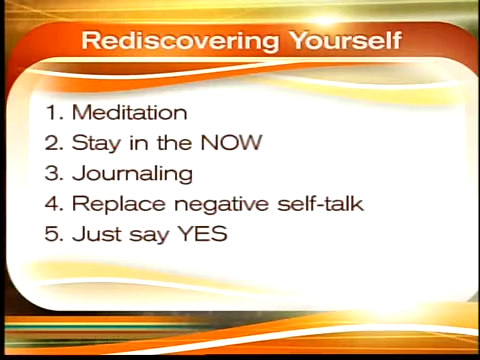 Rediscovering Yourself
1. Meditation
2. Stay in the NOW
3. Journaling
4. Replace negative self-talk
5. Just say YES